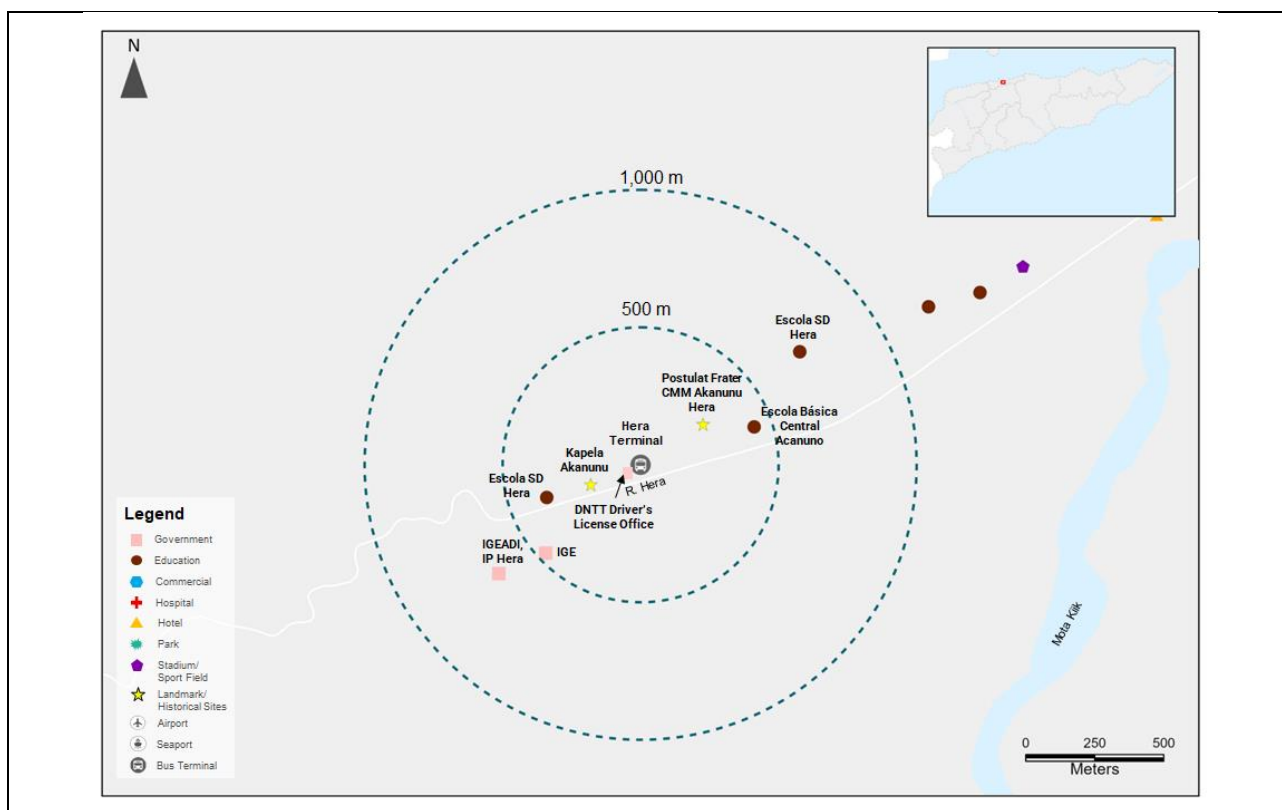 N
1,000 m
500 m
Escola SD
Hera
Postulat Frater
CMM Akanunu
Hera
Escola Básica
Central
Acanuno
Hera
Terminal
Kapela
Akanunu
Escola SD
Hera
R. Hera
DNTT Driver's
License Office
IGEADI,
IP Hera
IGE
Mota Kiik
Legend
Government
Education
Commercial
Hospital
Hotel
Park
Stadium/
Sport Field
Landmark/
Historical Sites
Airport
Seaport
Bus Terminal
0 250 500
Meters